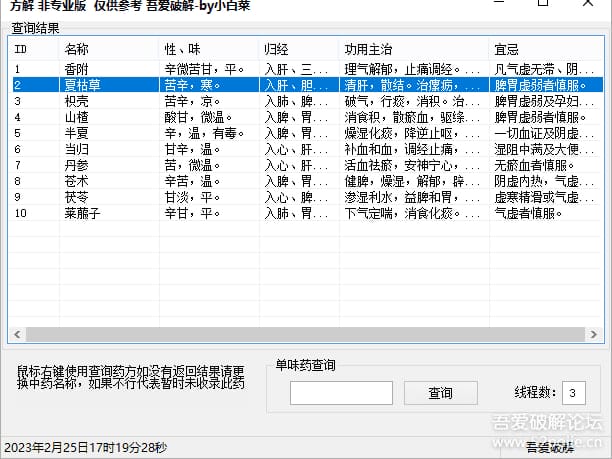 方解 非专业版 仅供参考 吾爱破解-by小白菜
查询结果
ID 名称 性、味 归经 功用主治 宜忌
1 香附 辛微苦甘，平。 入肝、三... 理气解郁，止痛调经。... 凡气虚无滞、阴...
2 夏枯草 苦辛，寒。 入肝、胆... 清肝，散结。治瘰疬，... 脾胃虚弱者慎服。
3 枳壳 苦辛，凉。 入肺、脾... 破气，行痰，消积。治... 脾胃虚弱及孕妇...
4 山楂 酸甘，微温。 入脾、胃... 消食积，散瘀血，驱绦... 脾胃虚弱者慎服。
5 半夏 辛，温，有毒。 入脾、胃... 燥湿化痰，降逆止呕，... 一切血证及阴虚...
6 当归 甘辛，温。 入心、肝... 补血和血，调经止痛，... 湿阻中满及大便...
7 丹参 苦，微温。 入心、肝... 活血祛瘀，安神宁心，... 无瘀血者慎服。
8 苍术 辛苦，温。 入脾、胃... 健脾，燥湿，解郁，辟... 阴虚内热，气虚...
9 茯苓 甘淡，平。 入心、脾... 渗湿利水，益脾和胃，... 虚寒精滑或气虚...
10 莱菔子 辛甘，平。 入肺、胃... 下气定喘，消食化痰。... 气虚者慎服。
鼠标右键使用查询药方如没有返回结果请更
换中药名称，如果不行代表暂时未收录此药
单味药查询
查询 线程数： 3
吾爱破解论坛
www.52pojie.cn
2023年2月25日17时19分28秒 吾爱破解